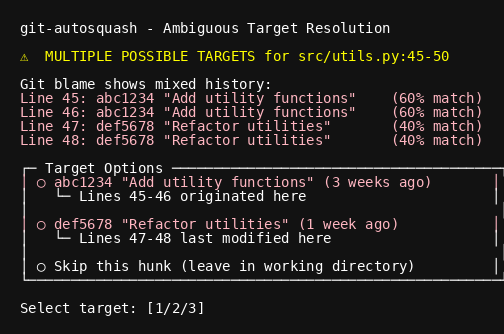 git-autosquash - Ambiguous Target Resolution
⚠  MULTIPLE POSSIBLE TARGETS for src/utils.py:45-50
Git blame shows mixed history:
Line 45: abc1234 "Add utility functions"    (60% match)
Line 46: abc1234 "Add utility functions"    (60% match)
Line 47: def5678 "Refactor utilities"       (40% match)
Line 48: def5678 "Refactor utilities"       (40% match)
Target Options
○ abc1234 "Add utility functions" (3 weeks ago)
└─ Lines 45-46 originated here
○ def5678 "Refactor utilities" (1 week ago)
└─ Lines 47-48 last modified here
○ Skip this hunk (leave in working directory)
Select target: [1/2/3]